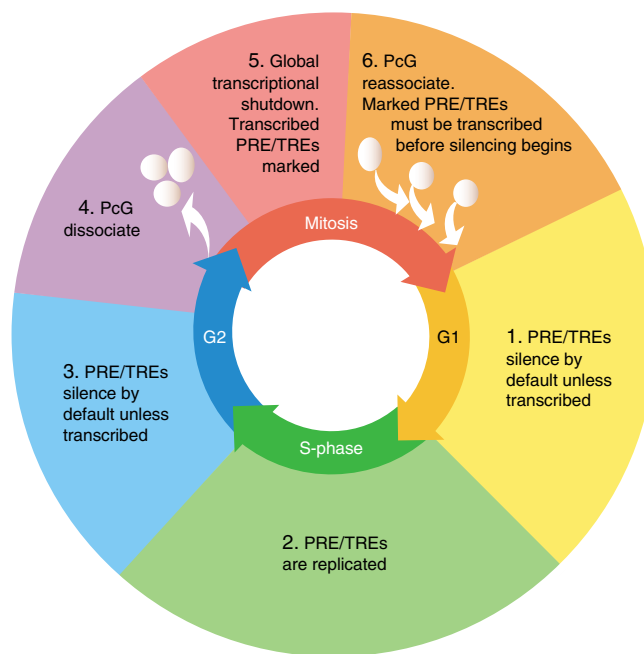 5. Global
transcriptional
shutdown.
Transcribed
PRE/TREs
marked
6. PcG
reassociate.
Marked PRE/TREs
must be transcribed
before silencing begins
4. PcG
dissociate
Mitosis
G2
G1
1. PRE/TREs
silence by
default unless
transcribed
3. PRE/TREs
silence by
default unless
transcribed
S-phase
2. PRE/TREs
are replicated